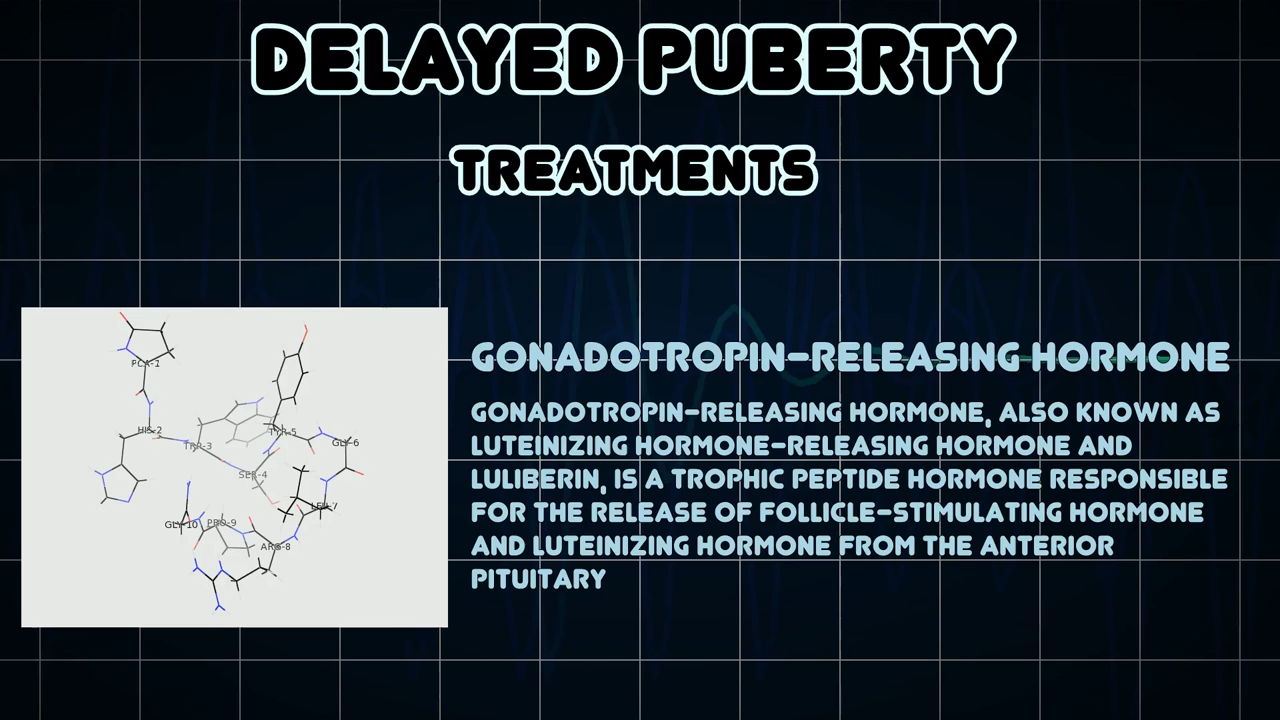 DELAYED PUBERTY
TREATMENTS
PCA-1
HIS-2
TRP-3
TYR-5
GLY-6
SER-4
LEU-7
GLY-10
PRO-9
ARG-8
GONADOTROPIN-RELEASING HORMONE
GONADOTROPIN-RELEASING HORMONE, ALSO KNOWN AS
LUTEINIZING HORMONE-RELEASING HORMONE AND
LULIBERIN, IS A TROPHIC PEPTIDE HORMONE RESPONSIBLE
FOR THE RELEASE OF FOLLICLE-STIMULATING HORMONE
AND LUTEINIZING HORMONE FROM THE ANTERIOR
PITUITARY